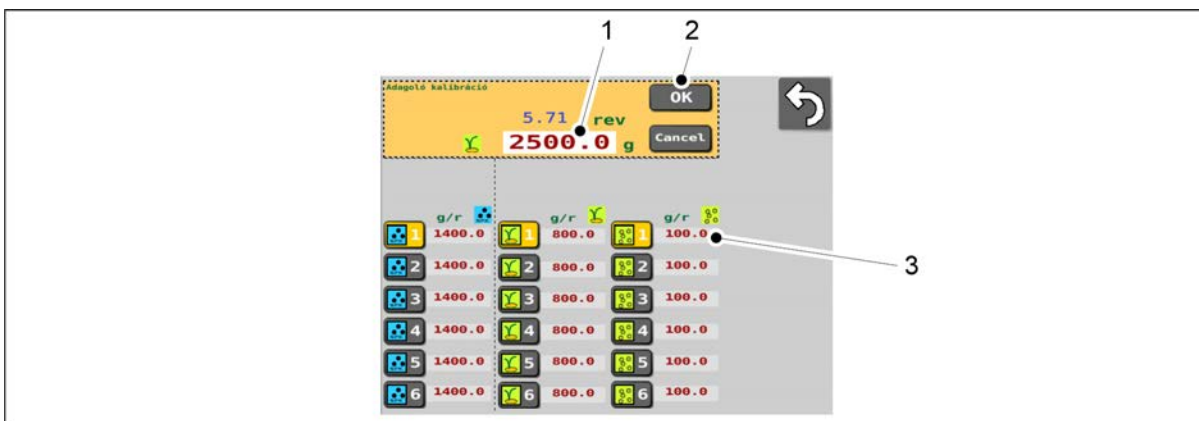 1 2
Adagoló kalibráció
OK
5.71 rev
2500.0 g Cancel
g/r g/r g/r
1 1400.0 1 800.0 1 100.0
3
2 1400.0 2 800.0 2 100.0
3 1400.0 3 800.0 3 100.0
4 1400.0 4 800.0 4 100.0
5 1400.0 5 800.0 5 100.0
6 1400.0 6 800.0 6 100.0